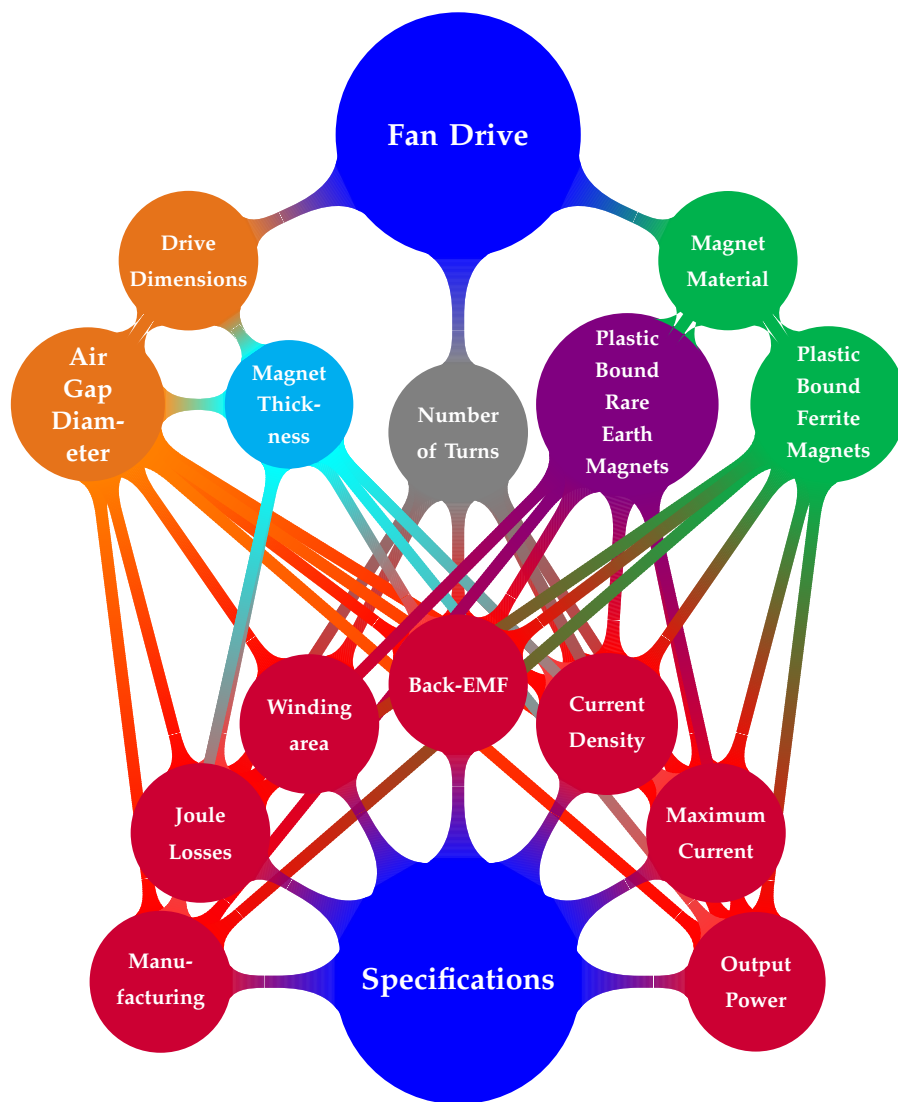 Fan Drive
Drive
Dimensions
Magnet
Material
Air
Gap
Diam-
eter
Magnet
Thick-
ness
Number
of Turns
Plastic
Bound
Rare
Earth
Magnets
Plastic
Bound
Ferrite
Magnets
Winding
area
Back-EMF
Current
Density
Joule
Losses
Maximum
Current
Manu-
facturing
Specifications
Output
Power